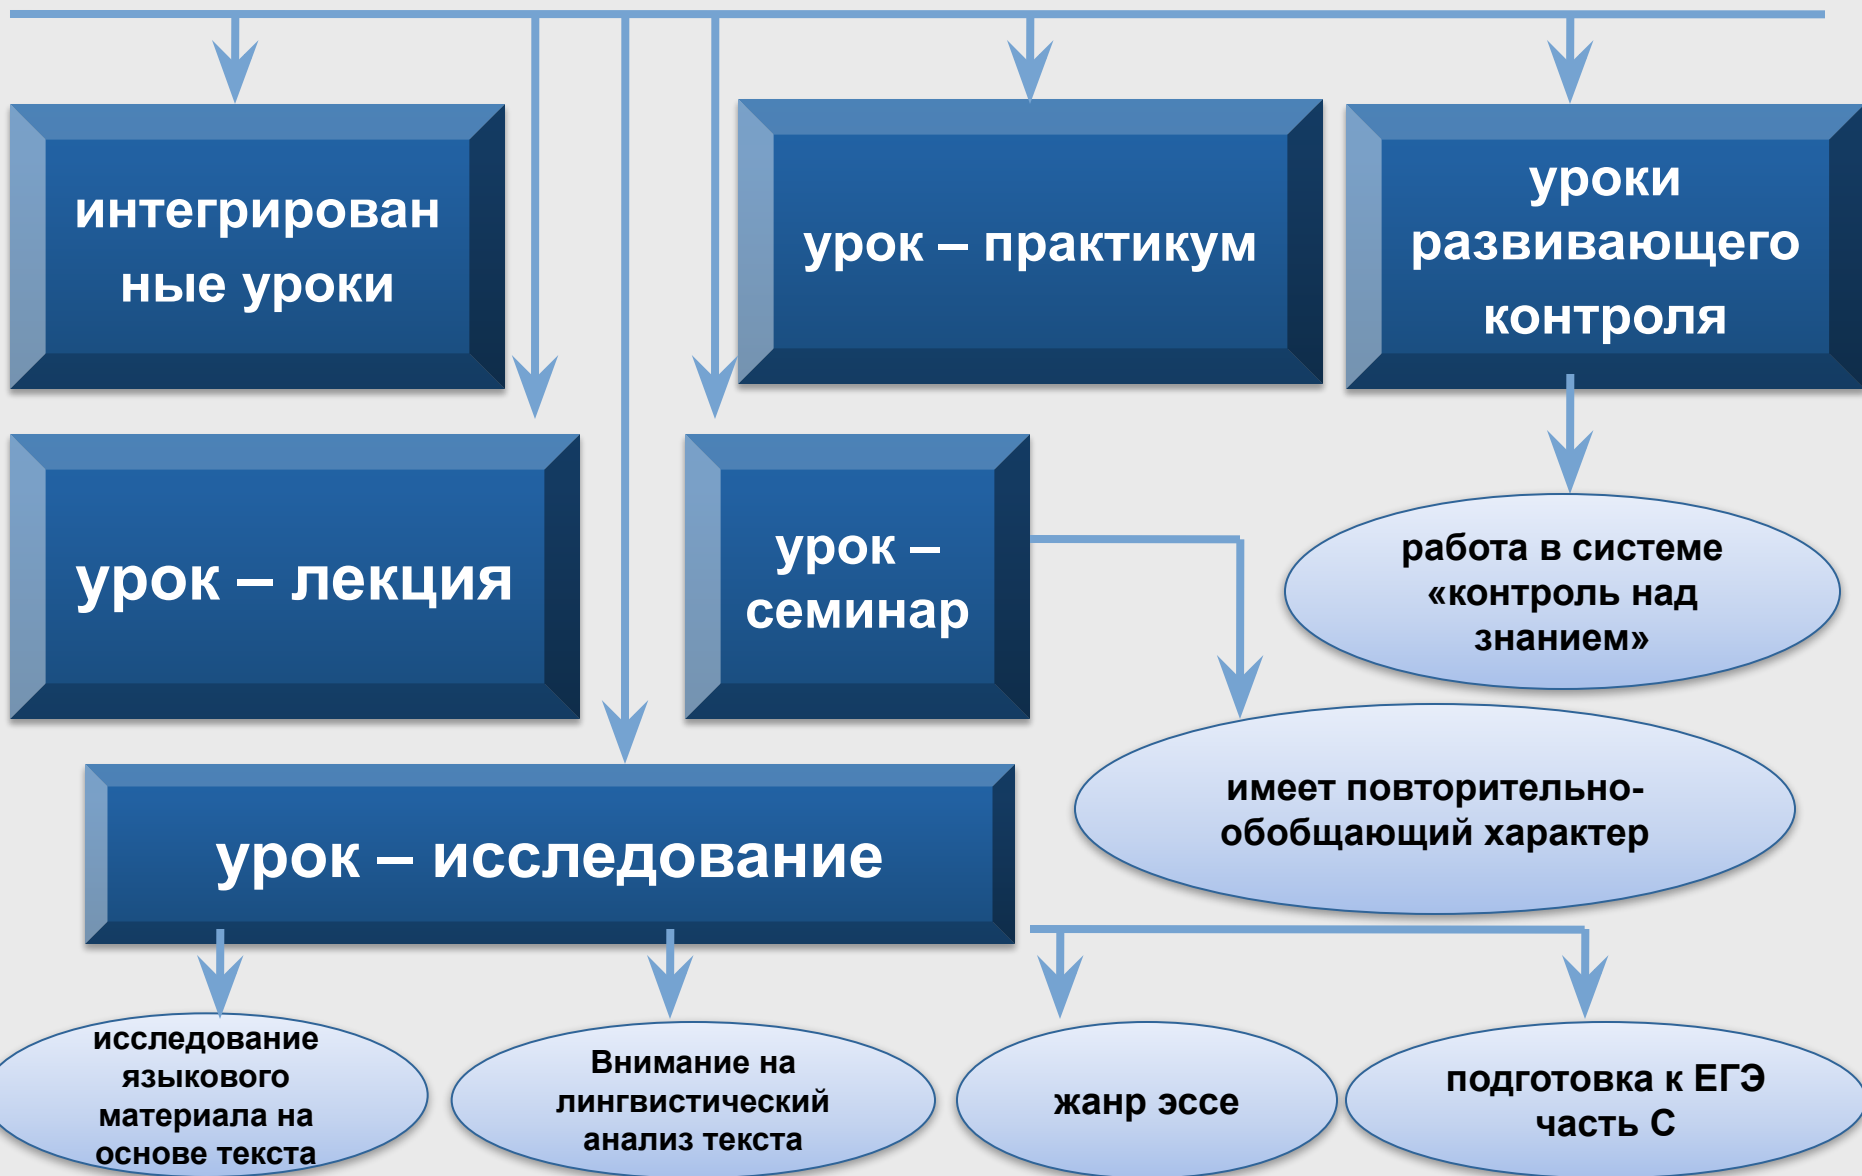 интегрирован
ные уроки
урок – практикум
уроки
развивающего
контроля
урок – лекция
урок –
семинар
работа в системе
«контроль над
знанием»
имеет повторительно-
обобщающий характер
урок – исследование
исследование
языкового
материала на
основе текста
Внимание на
лингвистический
анализ текста
жанр эссе
подготовка к ЕГЭ
часть С